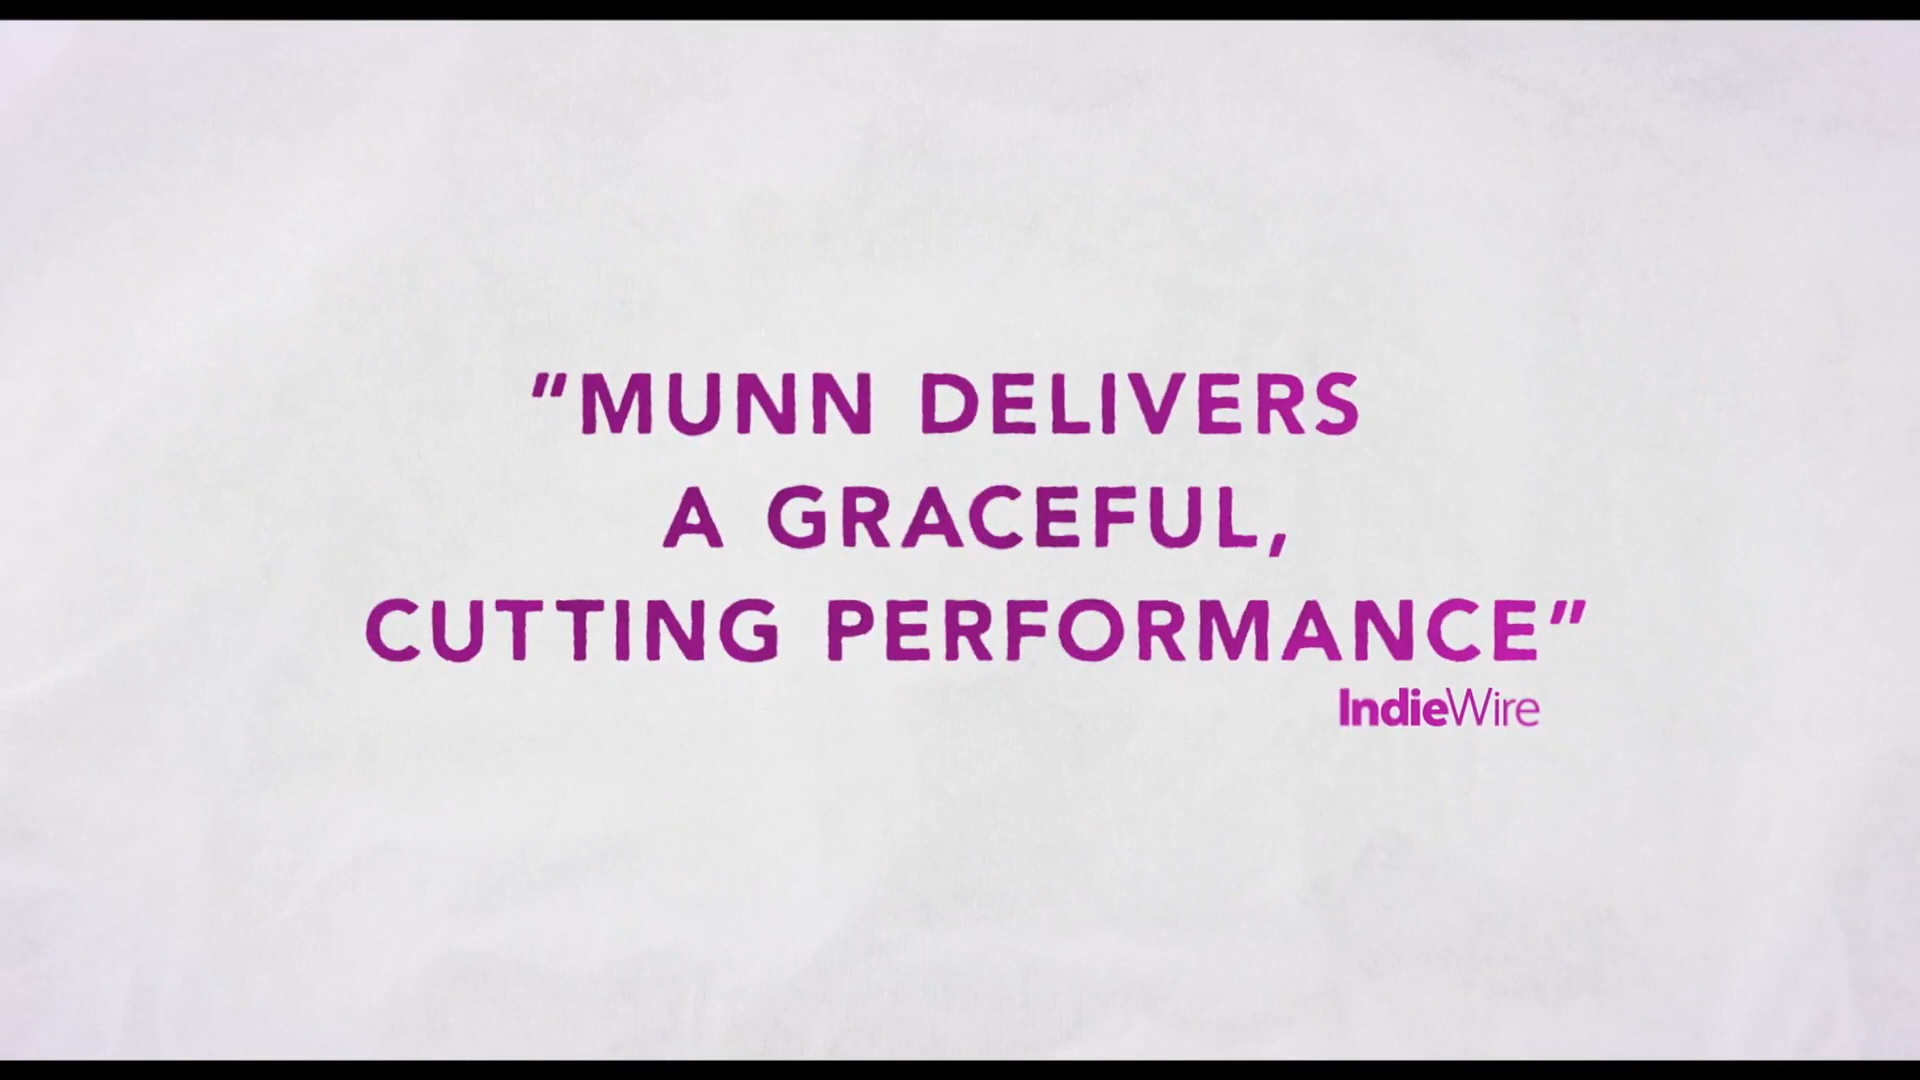 “MUNN DELIVERS
A GRACEFUL,
CUTTING PERFORMANCE”
IndieWire